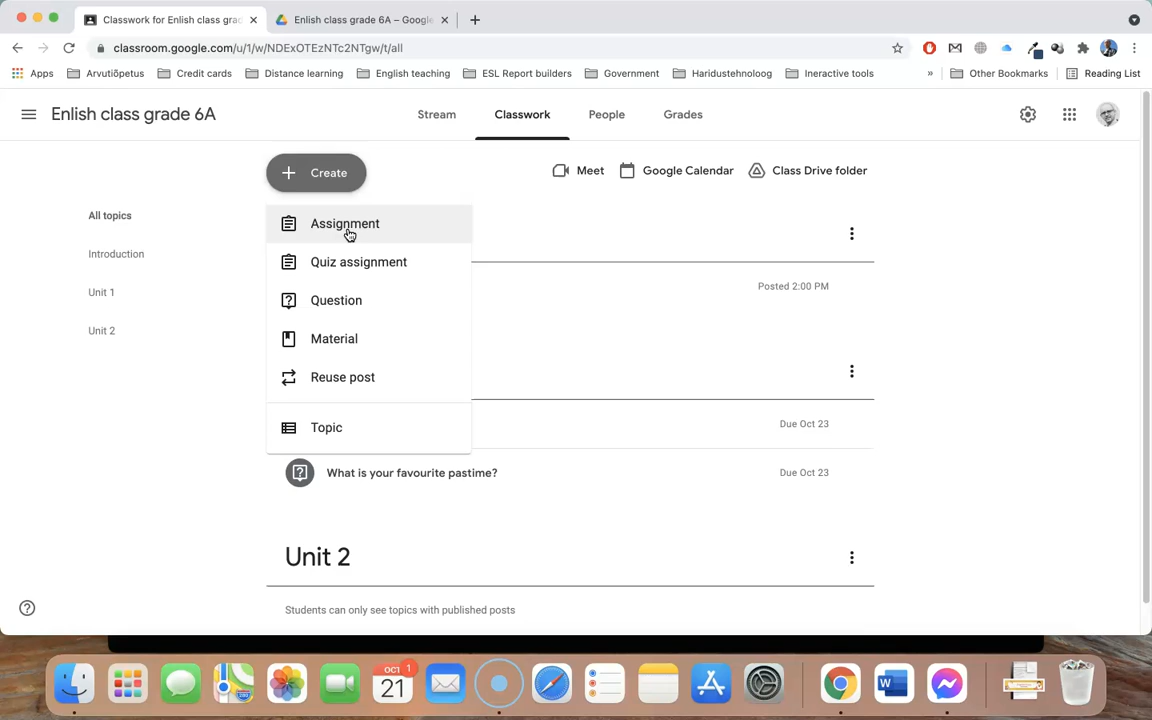 Classwork for Enlish class grad
Enlish class grade 6A – Google
classroom.google.com/u/1/w/NDExOTEzNTc2NTgw/t/all
Apps
Arvutiõpetus
Credit cards
Distance learning
English teaching
ESL Report builders
Government
Haridustehnoloog
Ineractive tools
»
Other Bookmarks
Reading List
Enlish class grade 6A
Stream
Classwork
People
Grades
Create
Meet
Google Calendar
Class Drive folder
All topics
Introduction
Unit 1
Unit 2
Assignment
Quiz assignment
Question
Material
Reuse post
Topic
Posted 2:00 PM
Due Oct 23
What is your favourite pastime?
Due Oct 23
Unit 2
Students can only see topics with published posts
OCT
1
21